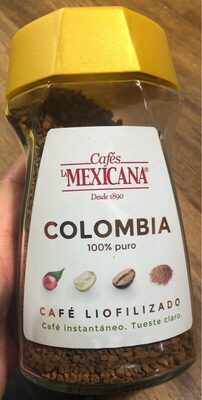 Cafés
LA MEXICANA®
Desde 1890
COLOMBIA
100% puro
CAFÉ LIOFILIZADO
Café instantáneo. Tueste claro.